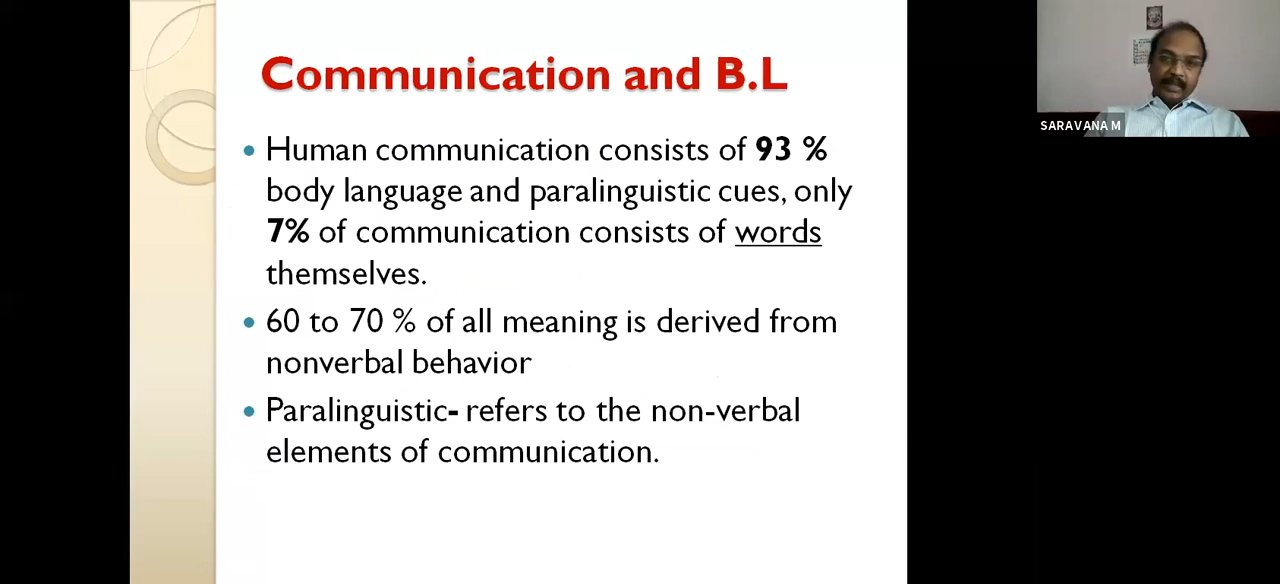 Communication and B.L
Human communication consists of 93 %
body language and paralinguistic cues, only
7% of communication consists of words
themselves.
60 to 70 % of all meaning is derived from
nonverbal behavior
Paralinguistic- refers to the non-verbal
elements of communication.
SARAVANA M